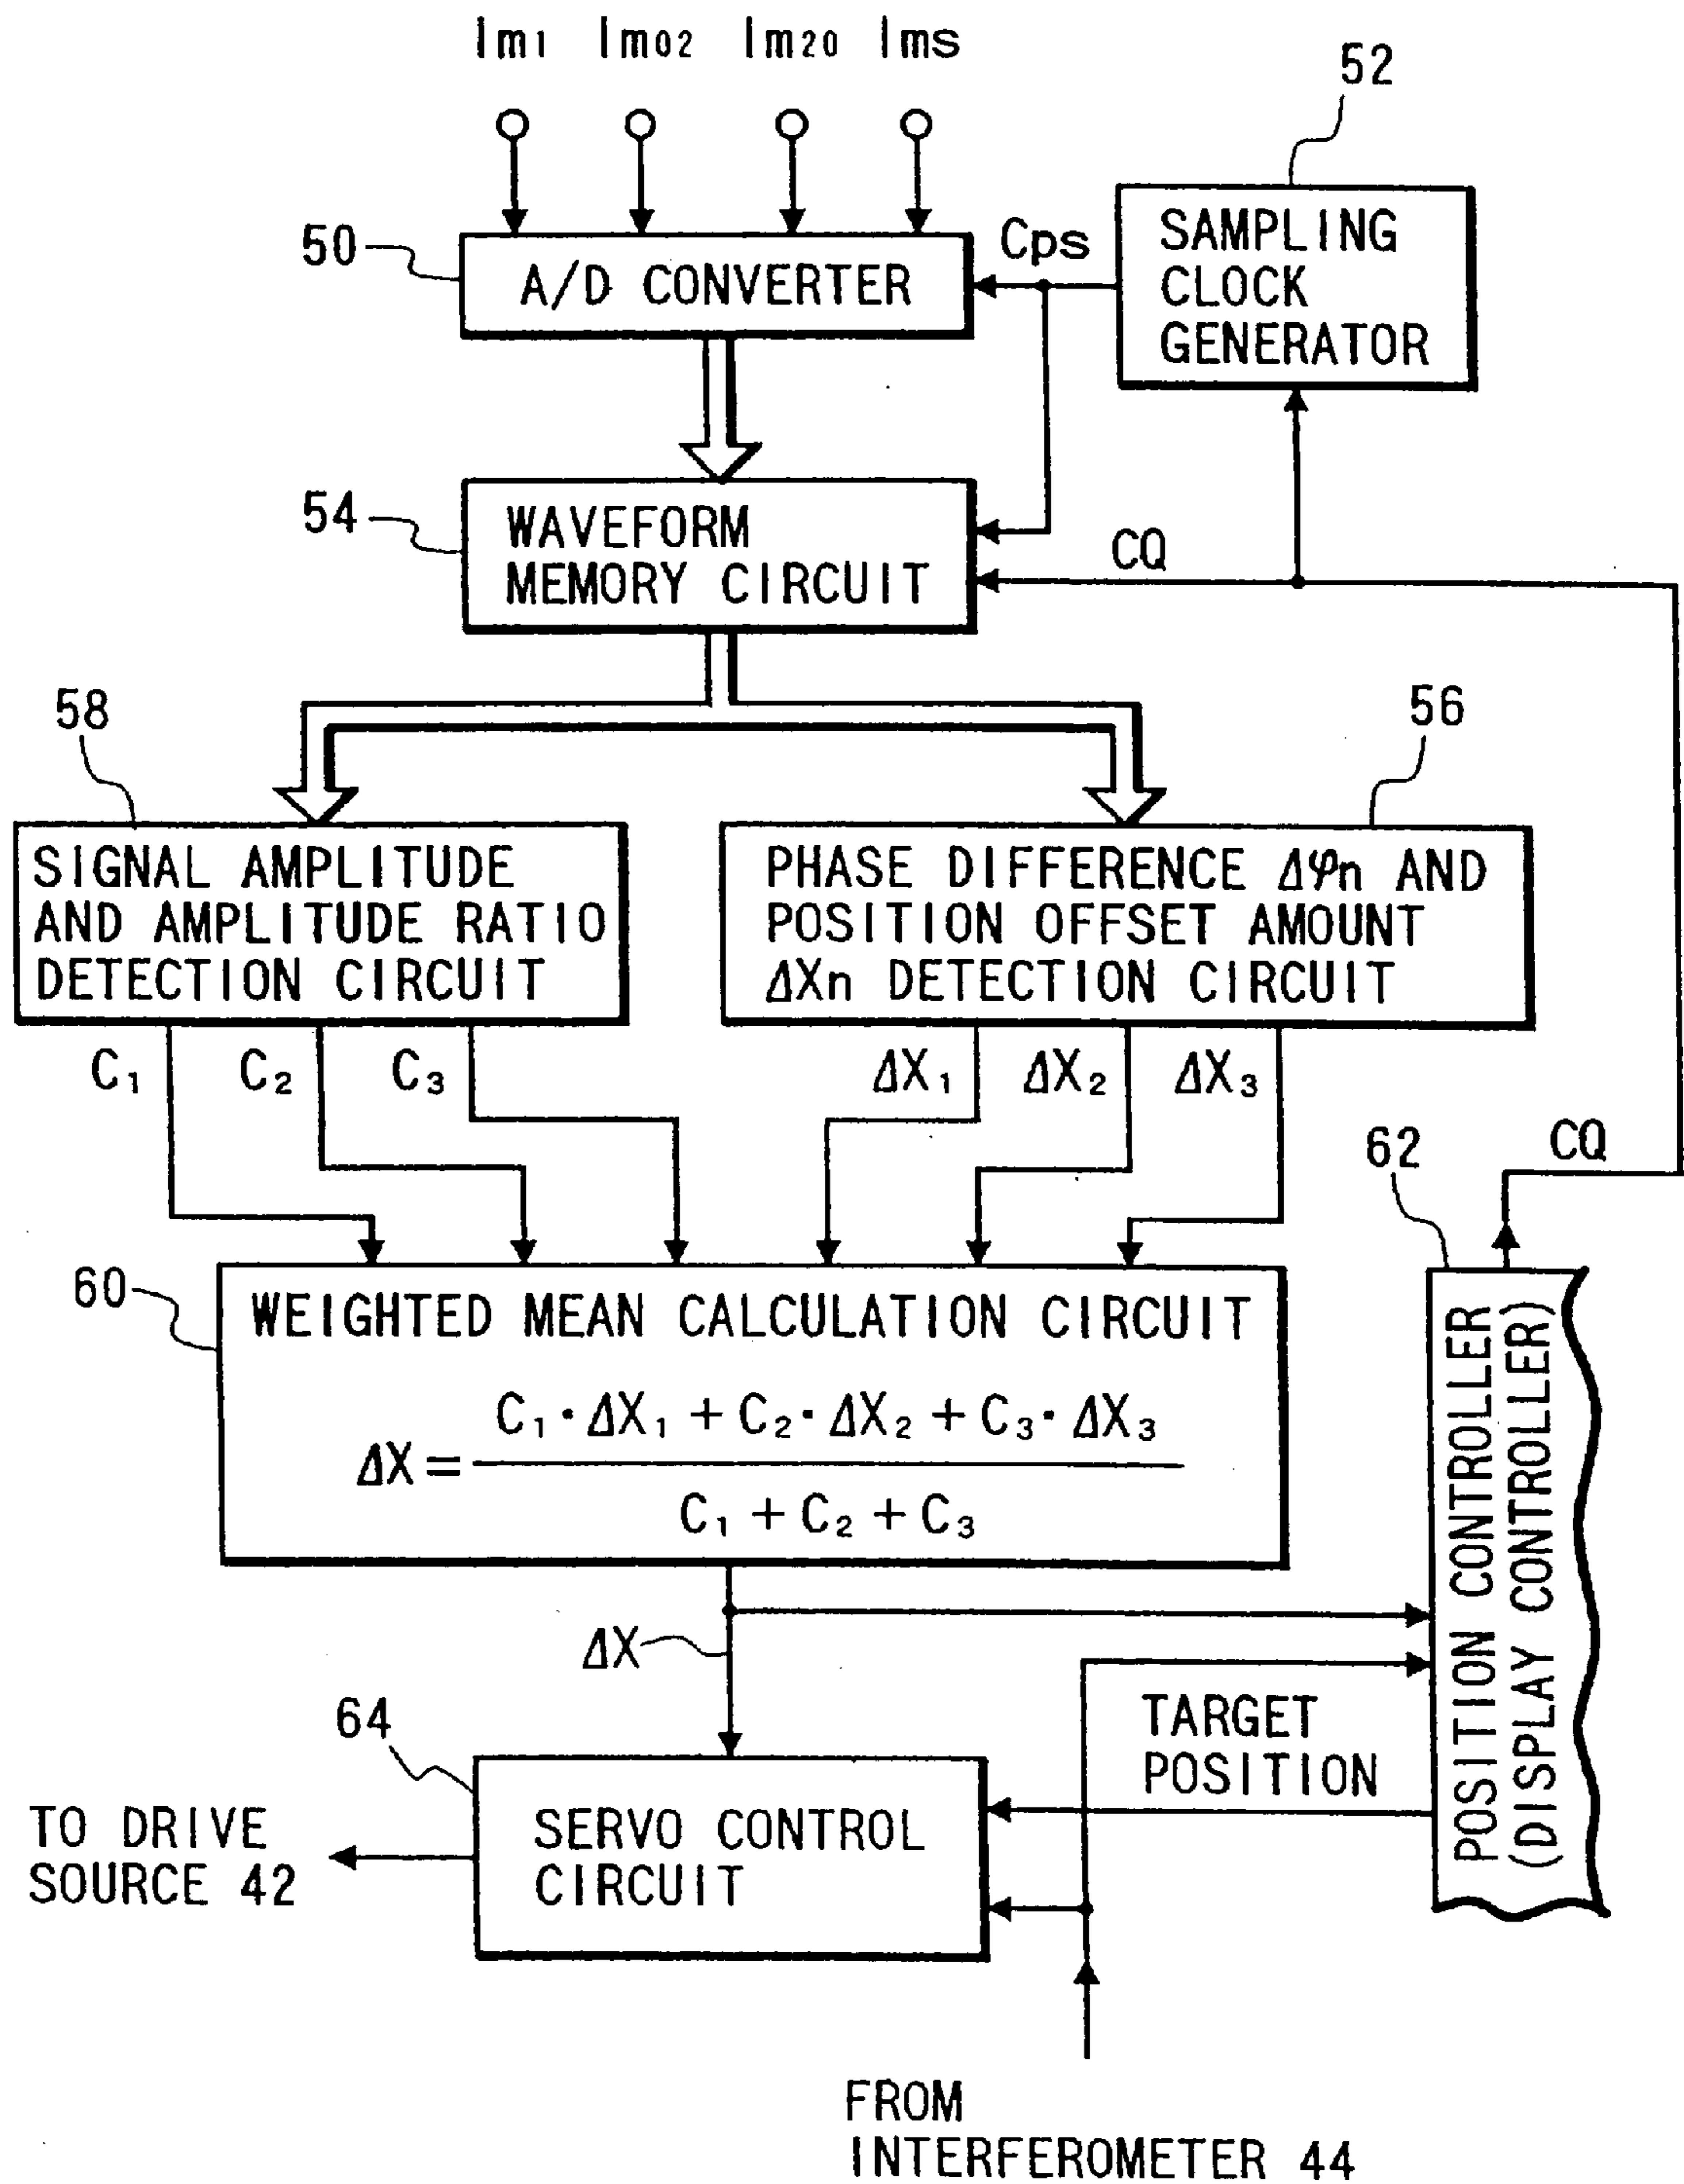 Im₁ Im₀₂ Im₂₀ Ims
52
50
A/D CONVERTER
Cps
SAMPLING
CLOCK
GENERATOR
54
WAVEFORM
MEMORY CIRCUIT
CQ
58
56
SIGNAL AMPLITUDE
AND AMPLITUDE RATIO
DETECTION CIRCUIT
PHASE DIFFERENCE Δφn AND
POSITION OFFSET AMOUNT
ΔXn DETECTION CIRCUIT
C₁ C₂ C₃
ΔX₁ ΔX₂ ΔX₃
62
CQ
60
WEIGHTED MEAN CALCULATION CIRCUIT
C₁·ΔX₁+C₂·ΔX₂+C₃·ΔX₃
ΔX=
C₁+C₂+C₃
POSITION CONTROLLER
(DISPLAY CONTROLLER)
ΔX
64
TARGET
POSITION
SERVO CONTROL
CIRCUIT
TO DRIVE
SOURCE 42
FROM
INTERFEROMETER 44